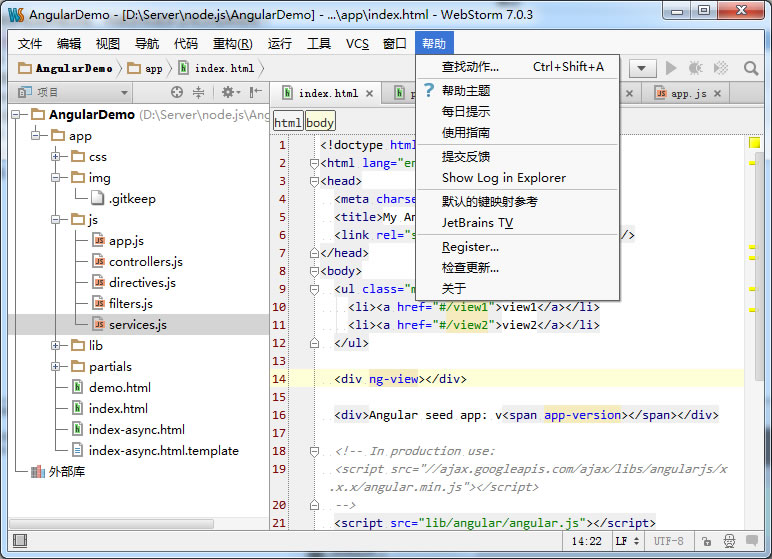 AngularDemo - [D:\Server\node.js\AngularDemo] - ...\app\index.html - WebStorm 7.0.3
文件 编辑 视图 导航 代码 重构(R) 运行 工具 VCS 窗口 帮助
AngularDemo app index.html
查找动作... Ctrl+Shift+A
帮助主题
每日提示
使用指南
提交反馈
Show Log in Explorer
默认的键映射参考
JetBrains TV
Register...
检查更新...
关于
项目
AngularDemo (D:\Server\node.js\Ang
app
css
img
.gitkeep
js
app.js
controllers.js
directives.js
filters.js
services.js
lib
partials
demo.html
index.html
index-async.html
index-async.html.template
外部库
index.html app.js
html body
1 <!doctype html
2 <html lang="en
3 <head>
4 <meta charse
5 <title>My An
6 <link rel="s />
7 </head>
8 <body>
9 <ul class="m
10 <li><a href="#/view1">view1</a></li>
11 <li><a href="#/view2">view2</a></li>
12 </ul>
13
14 <div ng-view></div>
15
16 <div>Angular seed app: v<span app-version></span></div>
17
18 <!-- In production use:
19 <script src="//ajax.googleapis.com/ajax/libs/angularjs/x
.x.x/angular.min.js"></script>
20 -->
21 <script src="lib/angular/angular.js"></script>
14:22 LF UTF-8